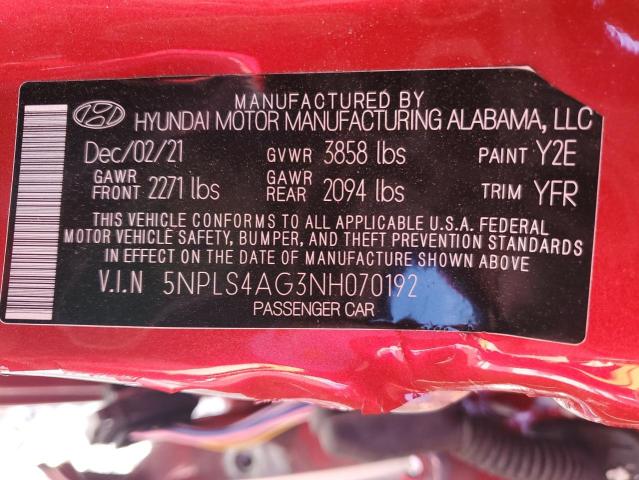 MANUFACTURED BY
HYUNDAI MOTOR MANUFACTURING ALABAMA, LLC
Dec/02/21 GVWR 3858 lbs PAINT Y2E
GAWR FRONT 2271 lbs GAWR REAR 2094 lbs TRIM YFR
THIS VEHICLE CONFORMS TO ALL APPLICABLE U.S.A. FEDERAL
MOTOR VEHICLE SAFETY, BUMPER, AND THEFT PREVENTION STANDARDS
IN EFFECT ON THE DATE OF MANUFACTURE SHOWN ABOVE.
V.I.N 5NPLS4AG3NH070192
PASSENGER CAR